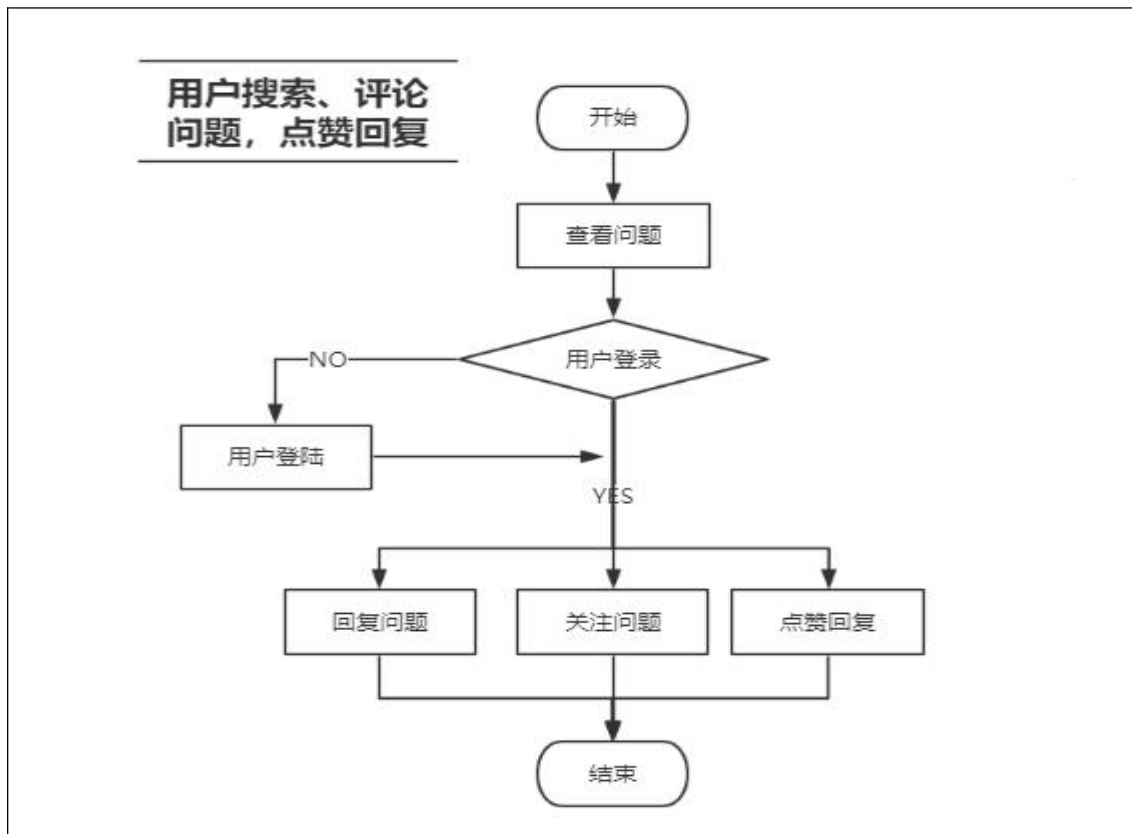 用户搜索、评论
问题，点赞回复
开始
查看问题
用户登录
NO
用户登陆
YES
回复问题
关注问题
点赞回复
结束